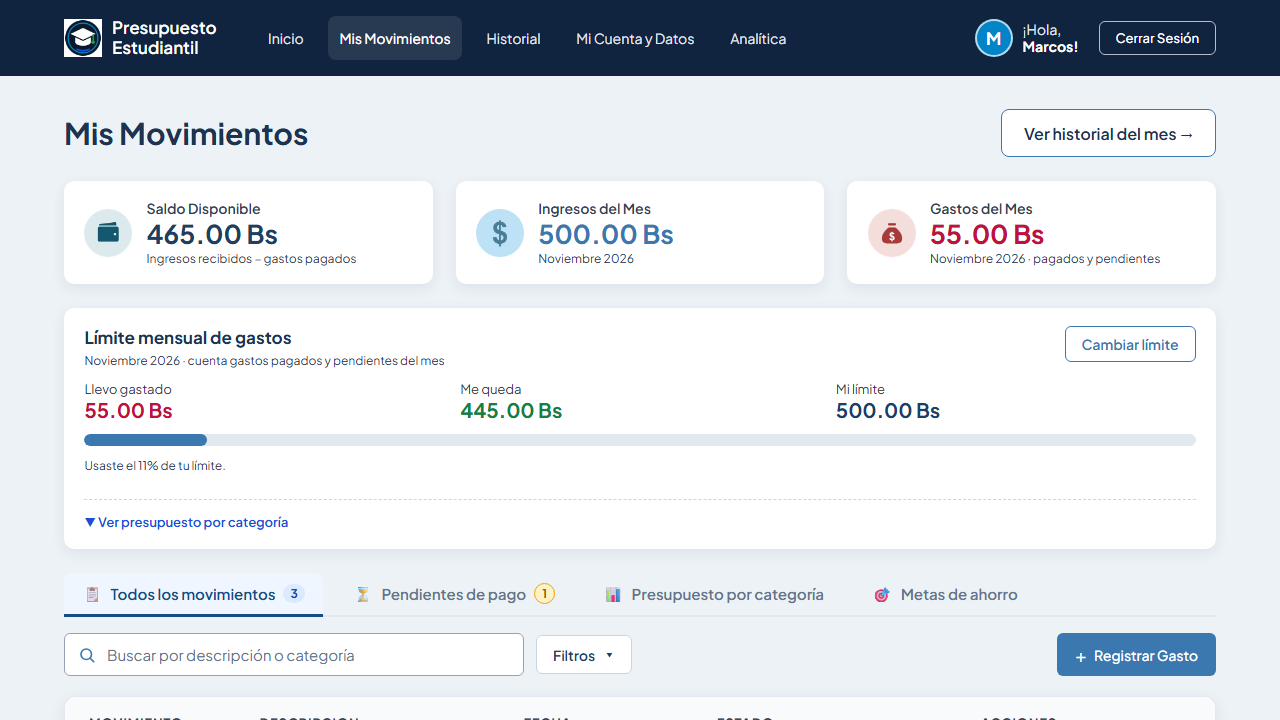 Presupuesto
Estudiantil
Inicio
Mis Movimientos
Historial
Mi Cuenta y Datos
Analítica
M
¡Hola,
Marcos!
Cerrar Sesión
Mis Movimientos
Ver historial del mes →
Saldo Disponible
465.00 Bs
Ingresos recibidos – gastos pagados
$
Ingresos del Mes
500.00 Bs
Noviembre 2026
$
Gastos del Mes
55.00 Bs
Noviembre 2026 · pagados y pendientes
Límite mensual de gastos
Noviembre 2026 · cuenta gastos pagados y pendientes del mes
Cambiar límite
Llevo gastado
55.00 Bs
Me queda
445.00 Bs
Mi límite
500.00 Bs
Usaste el 11% de tu límite.
▼ Ver presupuesto por categoría
Todos los movimientos 3
Pendientes de pago 1
Presupuesto por categoría
Metas de ahorro
Buscar por descripción o categoría
Filtros ▼
+ Registrar Gasto